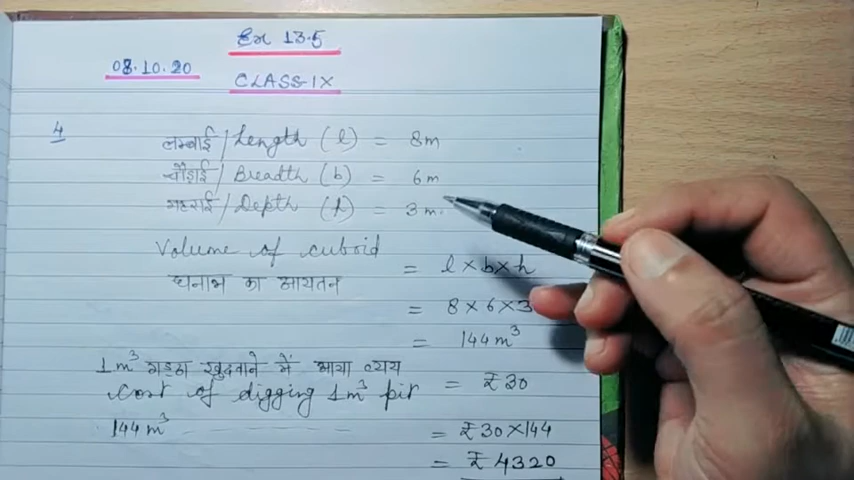 Ex 13.5
08.10.20
CLASS-IX
4 लम्बाई / Length (l) = 8m
चौड़ाई / Breadth (b) = 6m
गहराई / Depth (h) = 3m.
Volume of cuboid
घनाभ का आयतन = l×b×h
= 8×6×3
= 144 m³
1m³ गड्ढा खुदवाने में आया व्यय
Cost of digging 1m³ pit = ₹30
144 m³ = ₹30×144
= ₹ 4320